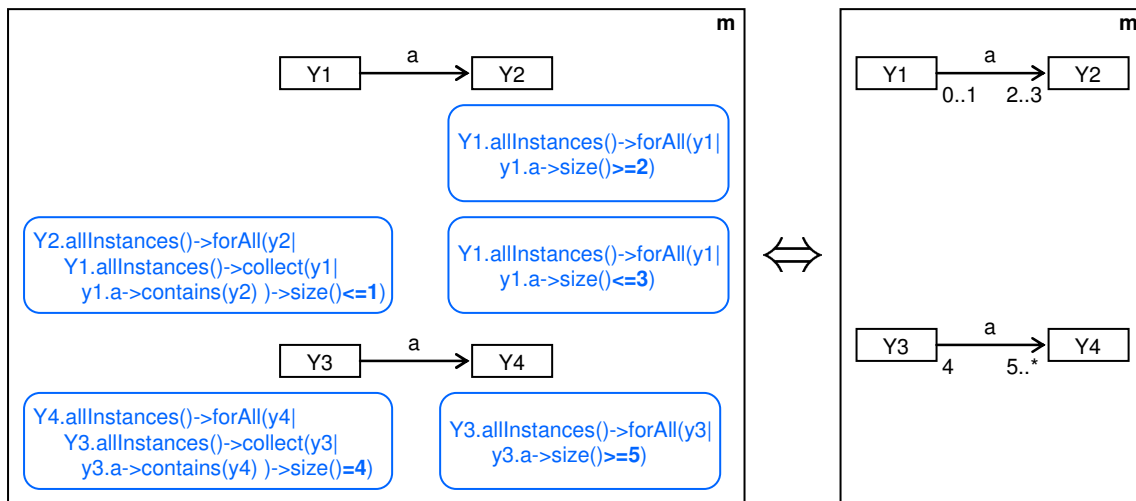 m
a
Y1
Y2
Y1.allInstances()->forAll(y1|
y1.a->size()>=2)
Y2.allInstances()->forAll(y2|
Y1.allInstances()->collect(y1|
y1.a->contains(y2) )->size()<=1)
Y1.allInstances()->forAll(y1|
y1.a->size()<=3)
a
Y3
Y4
Y4.allInstances()->forAll(y4|
Y3.allInstances()->collect(y3|
y3.a->contains(y4) )->size()=4)
Y3.allInstances()->forAll(y3|
y3.a->size()>=5)
⇔
m
a
Y1
Y2
0..1
2..3
a
Y3
Y4
4
5..*